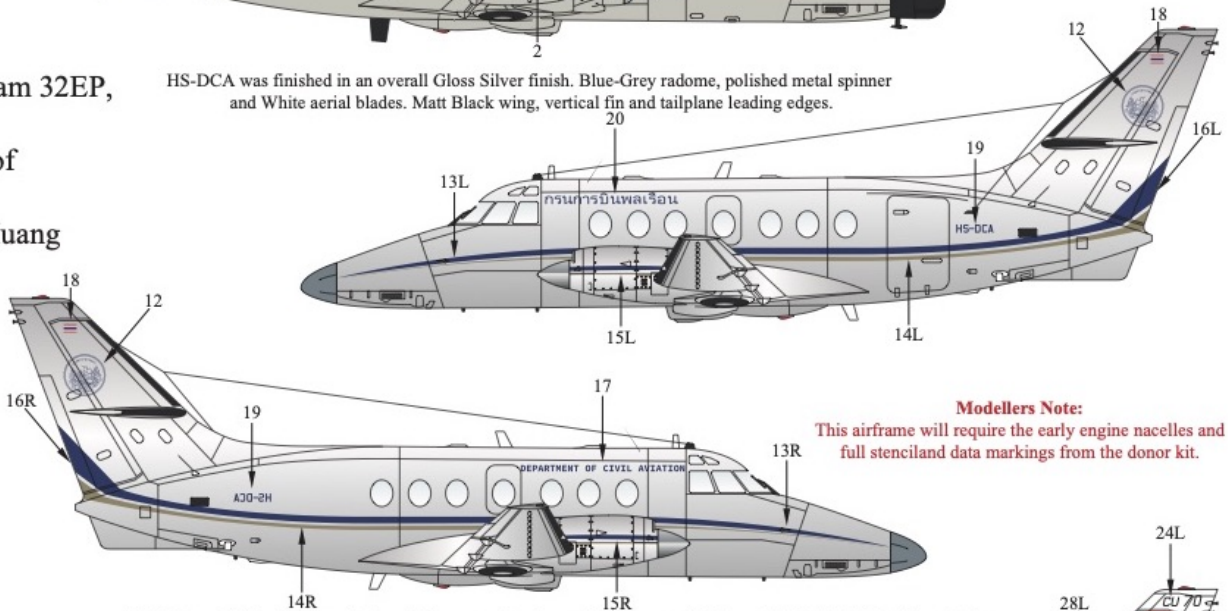 2
am 32EP,
of
uang
HS-DCA was finished in an overall Gloss Silver finish. Blue-Grey radome, polished metal spinner
and White aerial blades. Matt Black wing, vertical fin and tailplane leading edges.
18
12
20
16L
19
13L
กรนการบินพลเรือน
HS-DCA
15L
14L
18
12
16R
19
17
13R
DEPARTMENT OF CIVIL AVIATION
HS-DCA
14R
15R
Modellers Note:
This airframe will require the early engine nacelles and
full stenciland data markings from the donor kit.
24L
28L
CU 70